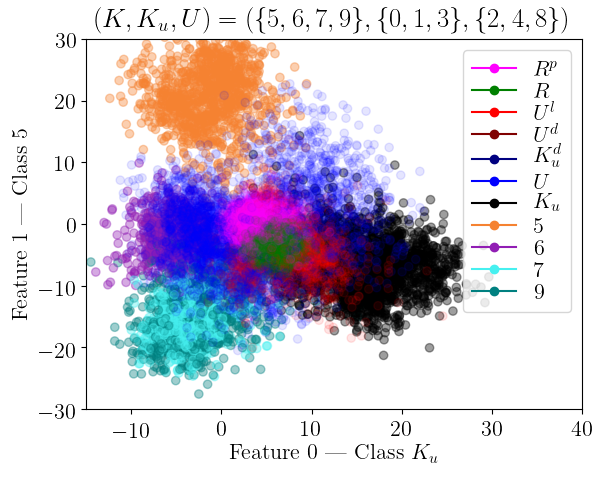 (K, K_u, U) = ({5, 6, 7, 9}, {0, 1, 3}, {2, 4, 8})
30
20
10
0
−10
−20
−30
Feature 1 — Class 5
R^p
R
U^l
U^d
K_u^d
U
K_u
5
6
7
9
−10 0 10 20 30 40
Feature 0 — Class K_u